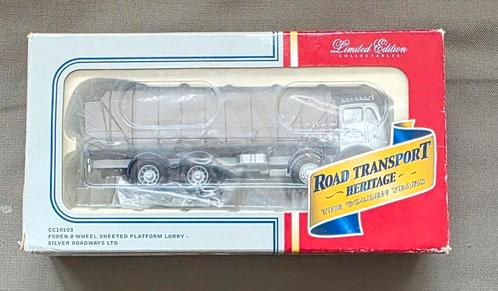 Limited Edition
COLLECTABLES
ROAD TRANSPORT
HERITAGE
THE GOLDEN YEARS
CC10103
FODEN 8 WHEEL SHEETED PLATFORM LORRY -
SILVER ROADWAYS LTD